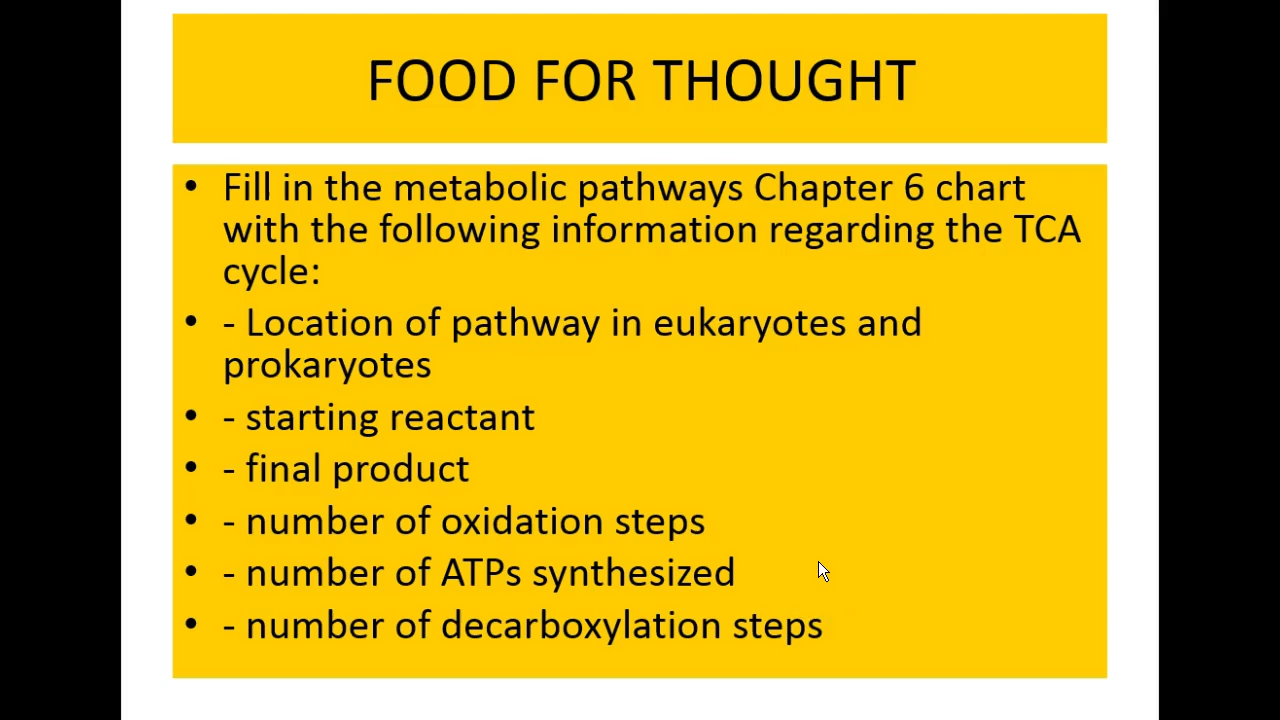 FOOD FOR THOUGHT
• Fill in the metabolic pathways Chapter 6 chart
with the following information regarding the TCA
cycle:
• - Location of pathway in eukaryotes and
prokaryotes
• - starting reactant
• - final product
• - number of oxidation steps
• - number of ATPs synthesized
• - number of decarboxylation steps